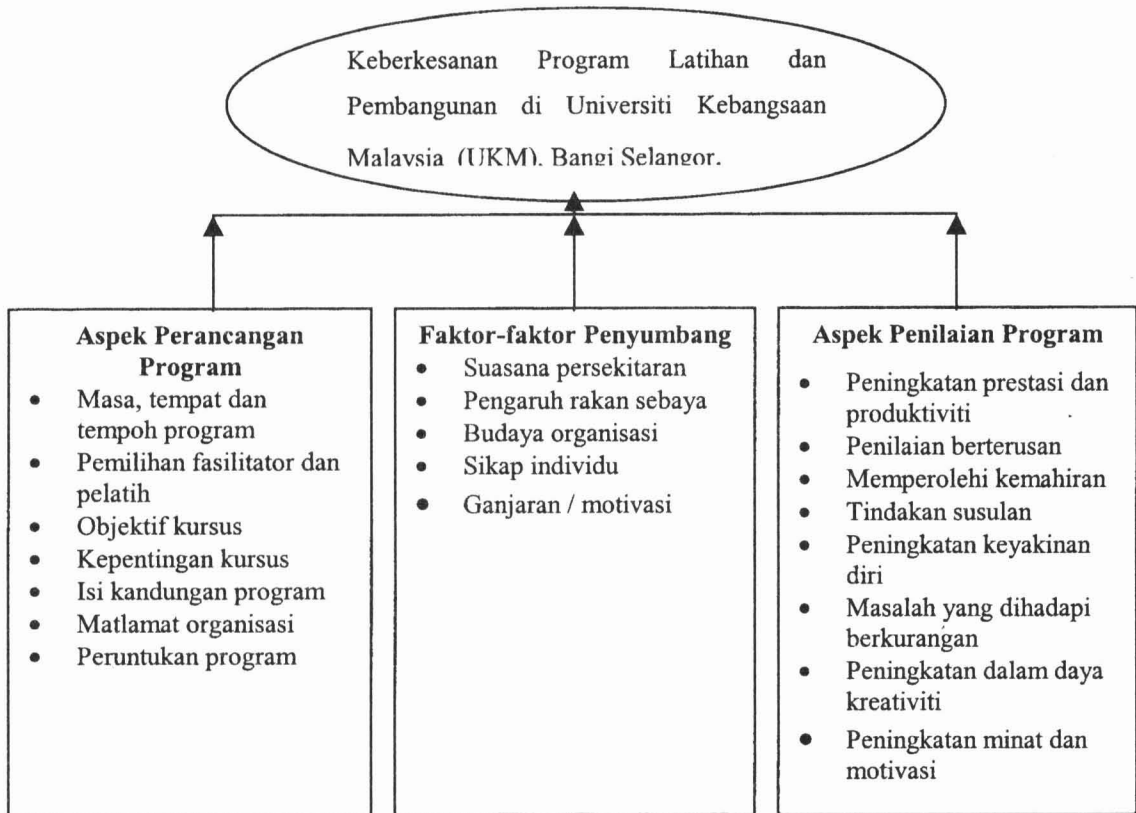 Keberkesanan Program Latihan dan
Pembangunan di Universiti Kebangsaan
Malaysia (UKM), Bangi Selangor.
Aspek Perancangan
Program
• Masa, tempat dan
tempoh program
• Pemilihan fasilitator dan
pelatih
• Objektif kursus
• Kepentingan kursus
• Isi kandungan program
• Matlamat organisasi
• Peruntukan program
Faktor-faktor Penyumbang
• Suasana persekitaran
• Pengaruh rakan sebaya
• Budaya organisasi
• Sikap individu
• Ganjaran / motivasi
Aspek Penilaian Program
• Peningkatan prestasi dan
produktiviti
• Penilaian berterusan
• Memperolehi kemahiran
• Tindakan susulan
• Peningkatan keyakinan
diri
• Masalah yang dihadapi
berkurangan
• Peningkatan dalam daya
kreativiti
• Peningkatan minat dan
motivasi